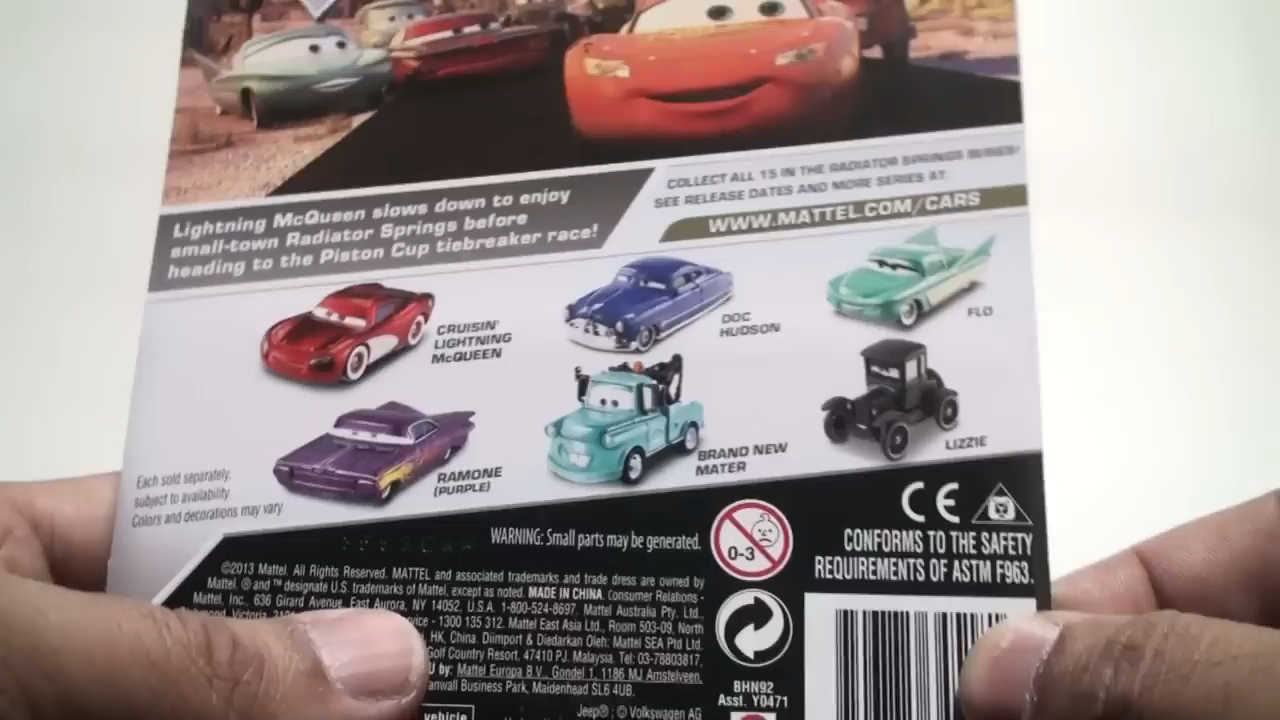 Lightning McQueen slows down to enjoy
small-town Radiator Springs before
heading to the Piston Cup tiebreaker race!
COLLECT ALL 15 IN THE RADIATOR SPRINGS SERIES!
SEE RELEASE DATES AND MORE SERIES AT
WWW.MATTEL.COM/CARS
CRUISIN'
LIGHTNING
McQUEEN
DOC
HUDSON
FLO
RAMONE
(PURPLE)
BRAND NEW
MATER
LIZZIE
Each sold separately,
subject to availability.
Colors and decorations may vary
WARNING: Small parts may be generated.
0-3
CE
CONFORMS TO THE SAFETY
REQUIREMENTS OF ASTM F963.
©2013 Mattel. All Rights Reserved. MATTEL and associated trademarks and trade dress are owned by
Mattel. ® and ™ designate U.S. trademarks of Mattel, except as noted. MADE IN CHINA. Consumer Relations -
Mattel, Inc., 636 Girard Avenue, East Aurora, NY 14052, U.S.A. 1-800-524-8697. Mattel Australia Pty. Ltd.,
Victoria, - 1300 135 312. Mattel East Asia Ltd., Room 503-09, North
HK, China. Diimport & Diedarkan Oleh: Mattel SEA Ptd Ltd.
Golf Country Resort, 47410 PJ. Malaysia. Tel: 03-78803817,
by: Mattel Europa B.V., Gondel 1, 1186 MJ Amstelveen,
Business Park, Maidenhead SL6 4UB.
BHN92
Asst. Y0471
vehicle
Jeep® ; © Volkswagen AG